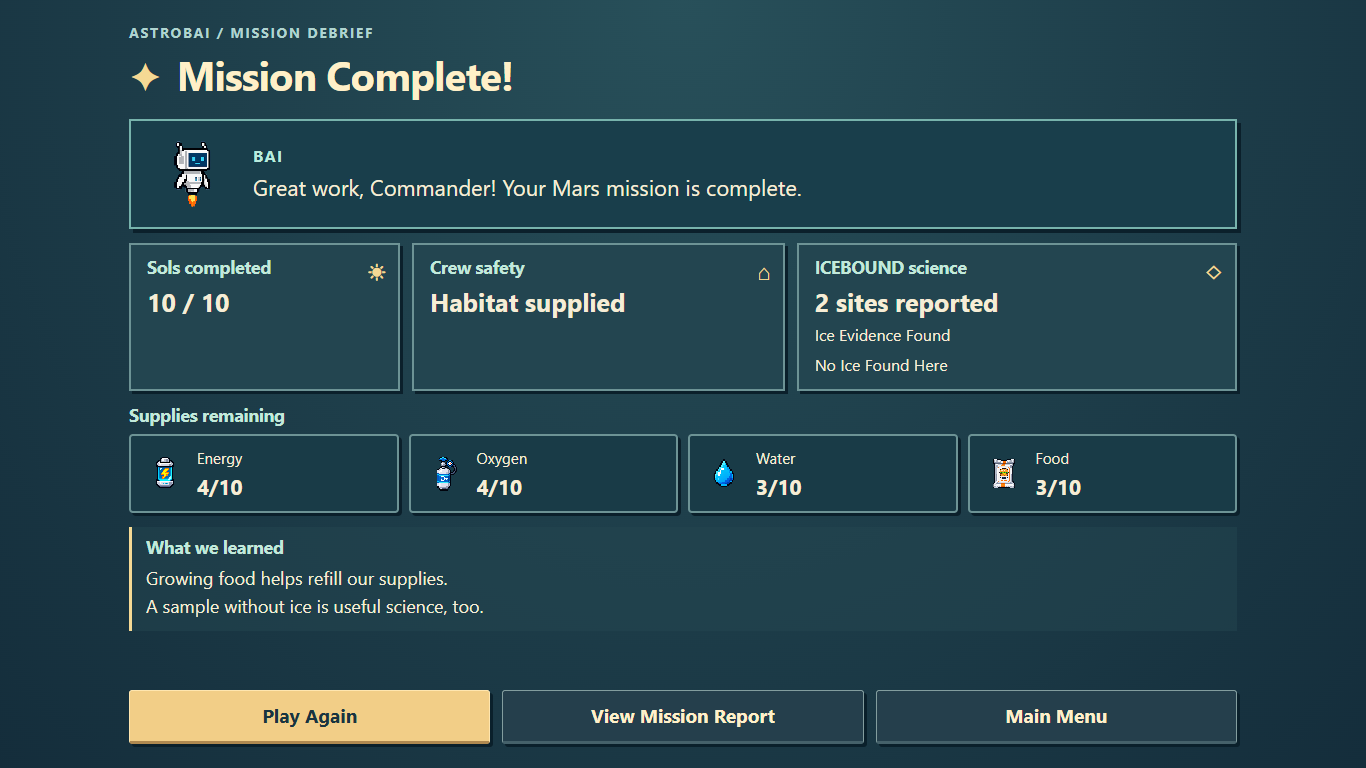 ASTROBAI / MISSION DEBRIEF
Mission Complete!
BAI
Great work, Commander! Your Mars mission is complete.
Sols completed
10 / 10
Crew safety
Habitat supplied
ICEBOUND science
2 sites reported
Ice Evidence Found
No Ice Found Here
Supplies remaining
Energy
4/10
Oxygen
4/10
Water
3/10
Food
3/10
What we learned
Growing food helps refill our supplies.
A sample without ice is useful science, too.
Play Again
View Mission Report
Main Menu